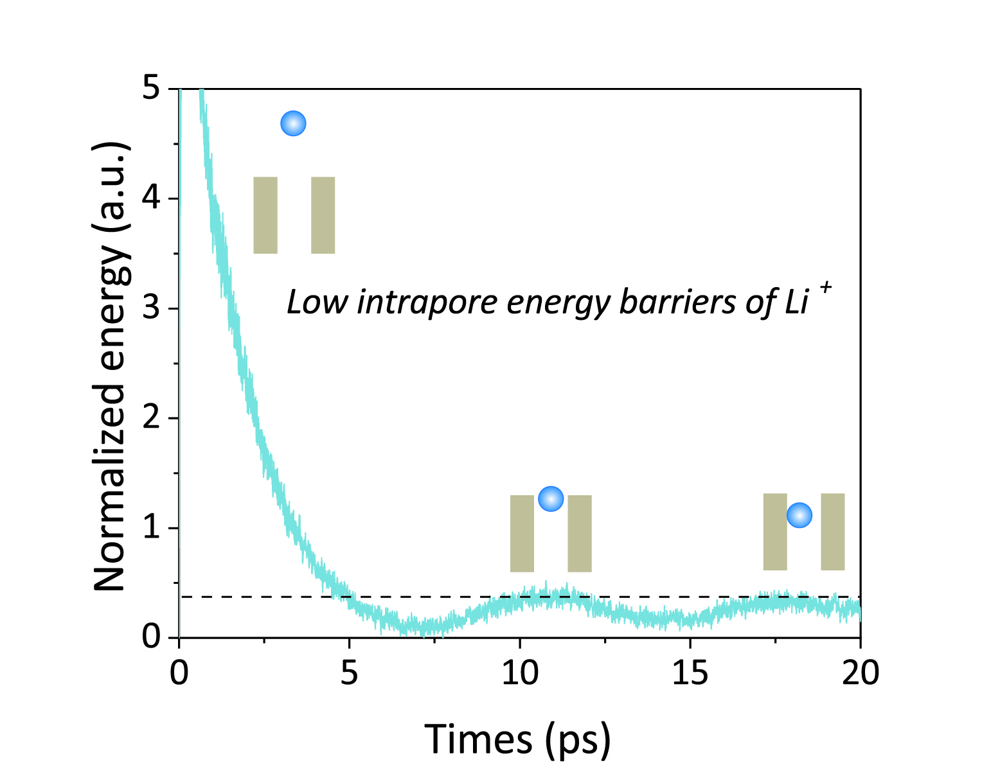 5
4
3
2
1
0
Normalized energy (a.u.)
Low intrapore energy barriers of Li +
0 5 10 15 20
Times (ps)